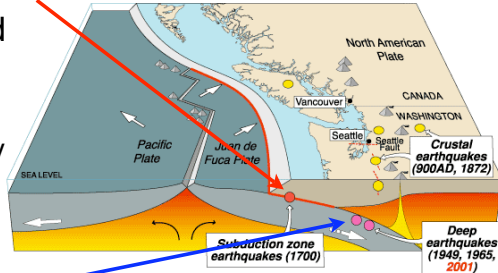 d
North American
Plate
CANADA
Vancouver
WASHINGTON
Seattle
Seattle
Fault
Crustal
earthquakes
(900AD, 1872)
Pacific
Plate
Juan de
Fuca Plate
y
SEA LEVEL
Subduction zone
earthquakes (1700)
Deep
earthquakes
(1949, 1965,
2001)